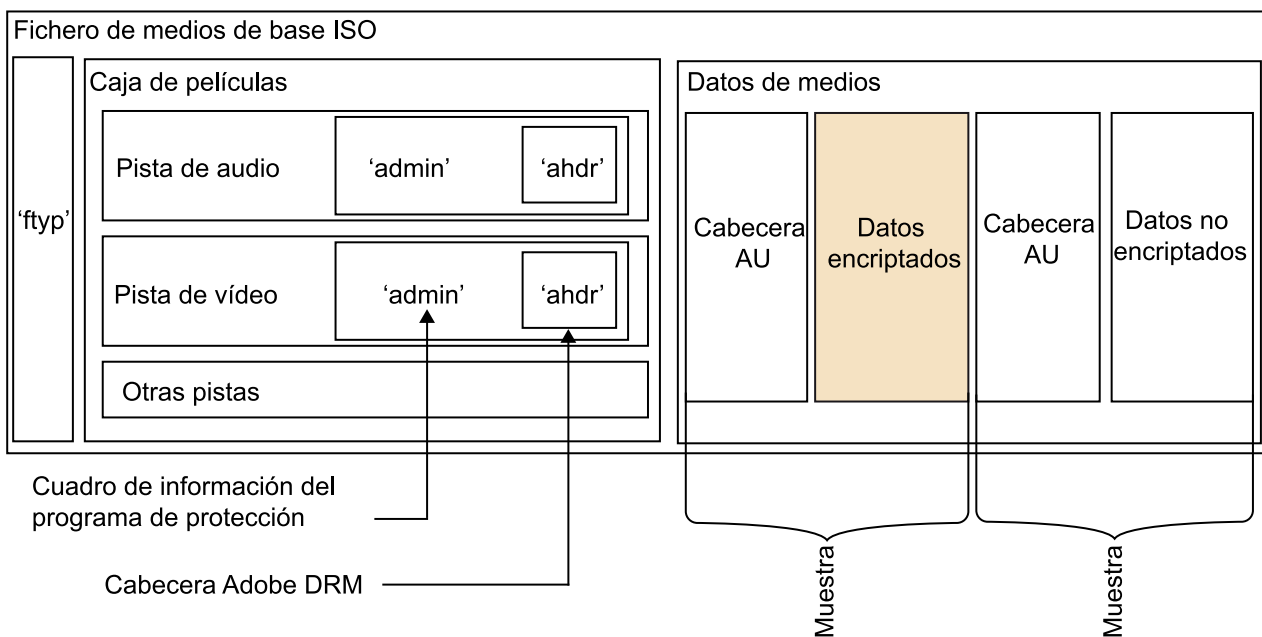 Fichero de medios de base ISO
‘ftyp’
Caja de películas
Pista de audio
‘admin’
‘ahdr’
Pista de vídeo
‘admin’
‘ahdr’
Otras pistas
Datos de medios
Cabecera
AU
Datos
encriptados
Cabecera
AU
Datos no
encriptados
Cuadro de información del
programa de protección
Cabecera Adobe DRM
Muestra
Muestra